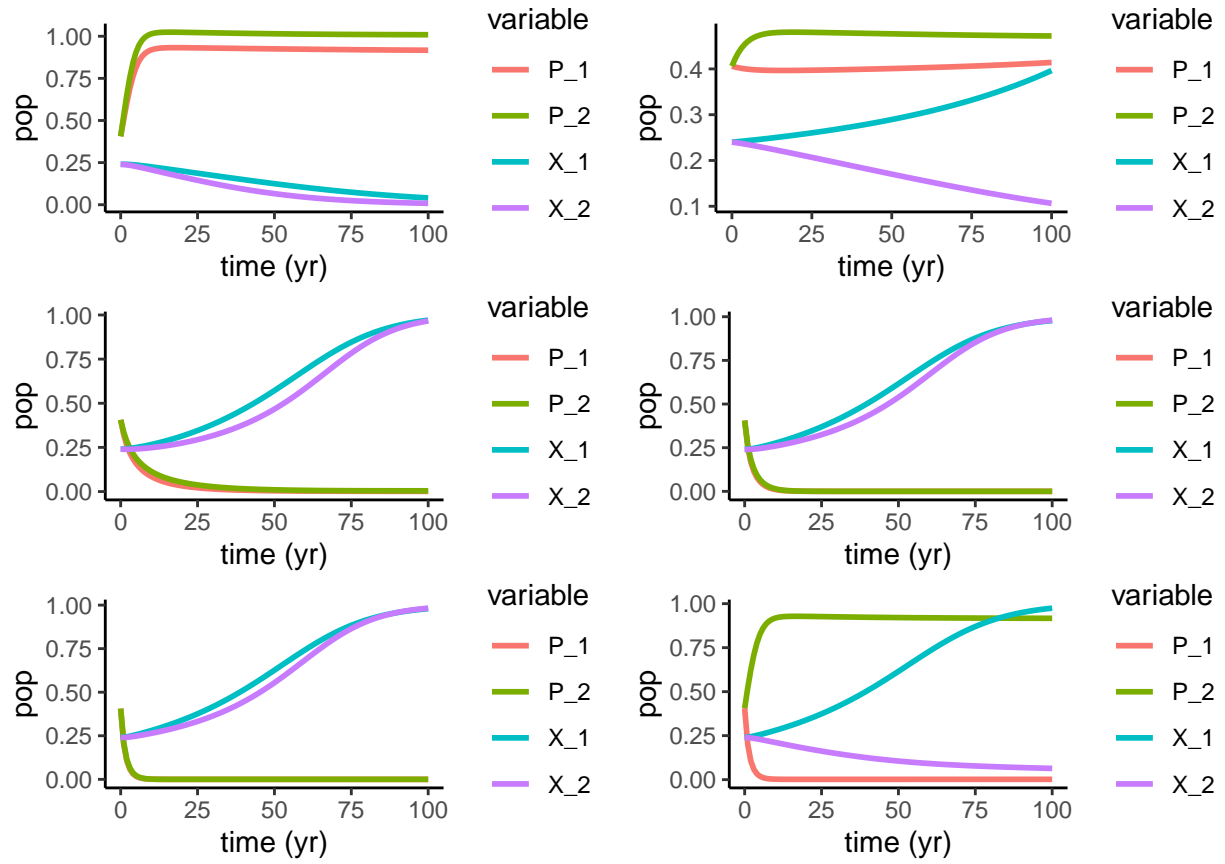 variable
1.00
0.75
0.50
0.25
0.00
pop
0 25 50 75 100
time (yr)
P_1
P_2
X_1
X_2
variable
0.4
0.3
0.2
0.1
pop
0 25 50 75 100
time (yr)
P_1
P_2
X_1
X_2
variable
1.00
0.75
0.50
0.25
0.00
pop
0 25 50 75 100
time (yr)
P_1
P_2
X_1
X_2
variable
1.00
0.75
0.50
0.25
0.00
pop
0 25 50 75 100
time (yr)
P_1
P_2
X_1
X_2
variable
1.00
0.75
0.50
0.25
0.00
pop
0 25 50 75 100
time (yr)
P_1
P_2
X_1
X_2
variable
1.00
0.75
0.50
0.25
0.00
pop
0 25 50 75 100
time (yr)
P_1
P_2
X_1
X_2